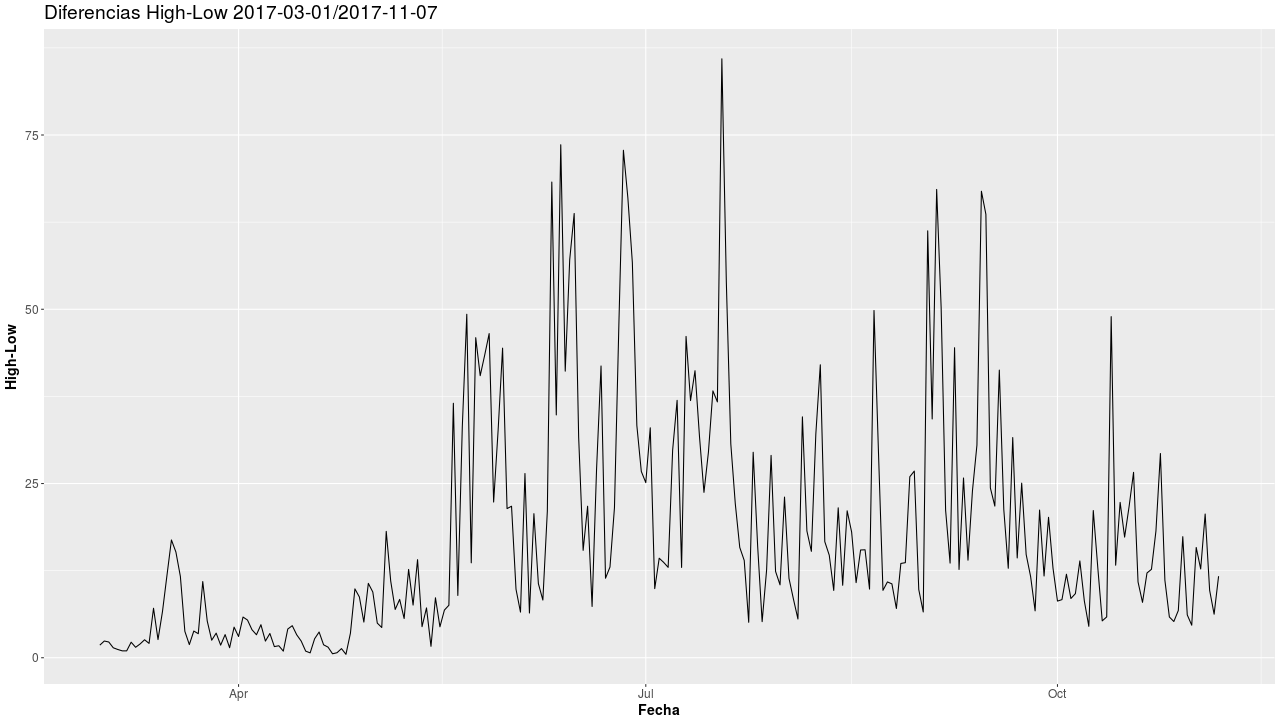 Diferencias High-Low 2017-03-01/2017-11-07
High-Low
75
50
25
0
Apr
Jul
Oct
Fecha